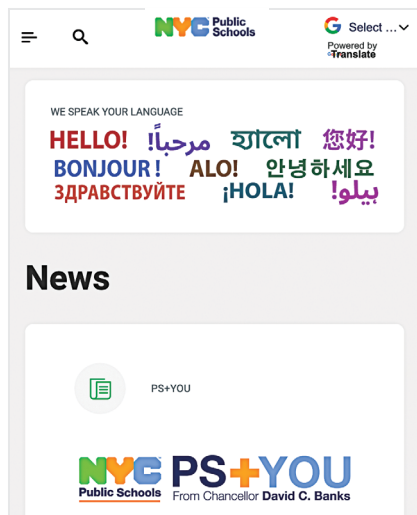 NYC Public Schools
Select ...
Powered by
Translate
WE SPEAK YOUR LANGUAGE
HELLO! مرحباً! হ্যালো 您好!
BONJOUR! ALO! 안녕하세요
ЗДРАВСТВУЙТЕ ¡HOLA! ہیلو!
News
PS+YOU
NYC Public Schools PS+YOU
From Chancellor David C. Banks